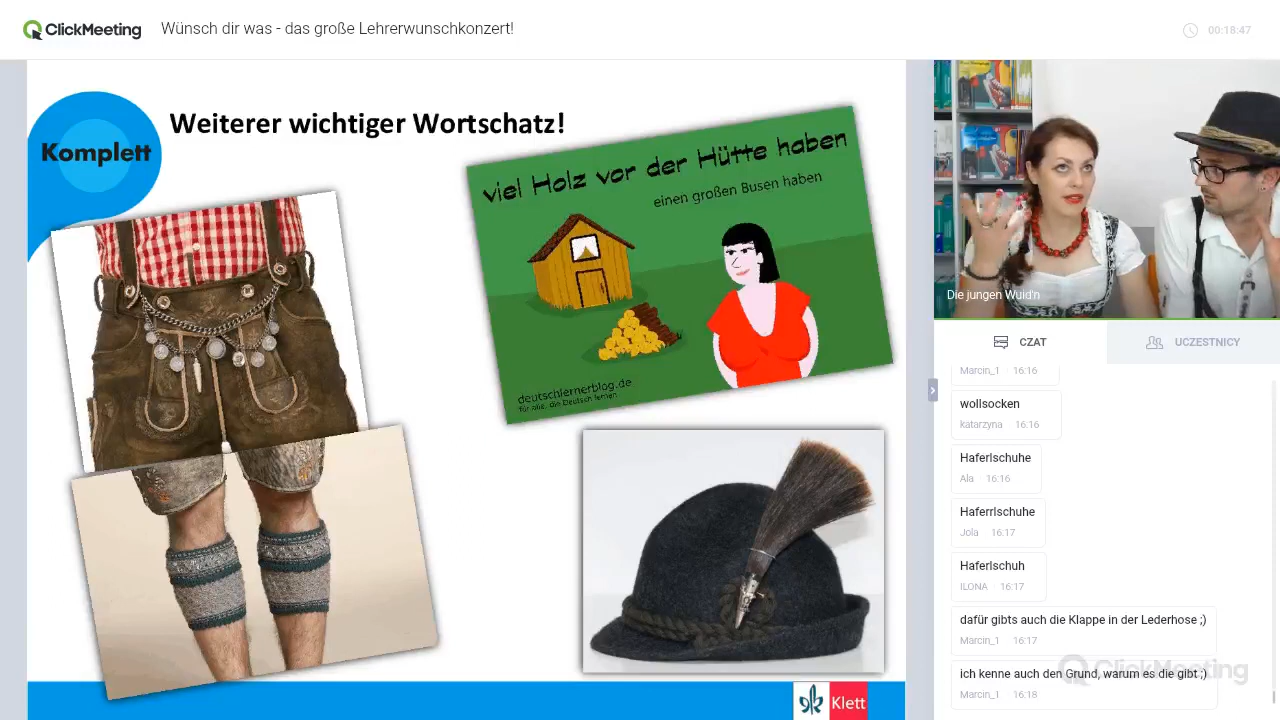 ClickMeeting
Wünsch dir was - das große Lehrerwunschkonzert!
00:18:47
Komplett
Weiterer wichtiger Wortschatz!
viel Holz vor der Hütte haben
einen großen Busen haben
deutschlernerblog.de
für alle, die Deutsch lernen
Klett
Die jungen Wuid'n
CZAT
UCZESTNICY
Marcin_1 16:16
wollsocken
katarzyna 16:16
Haferlschuhe
Ala 16:16
Haferrlschuhe
Jola 16:17
Haferlschuh
ILONA 16:17
dafür gibts auch die Klappe in der Lederhose ;)
Marcin_1 16:17
ich kenne auch den Grund, warum es die gibt ;)
Marcin_1 16:18
ClickMeeting